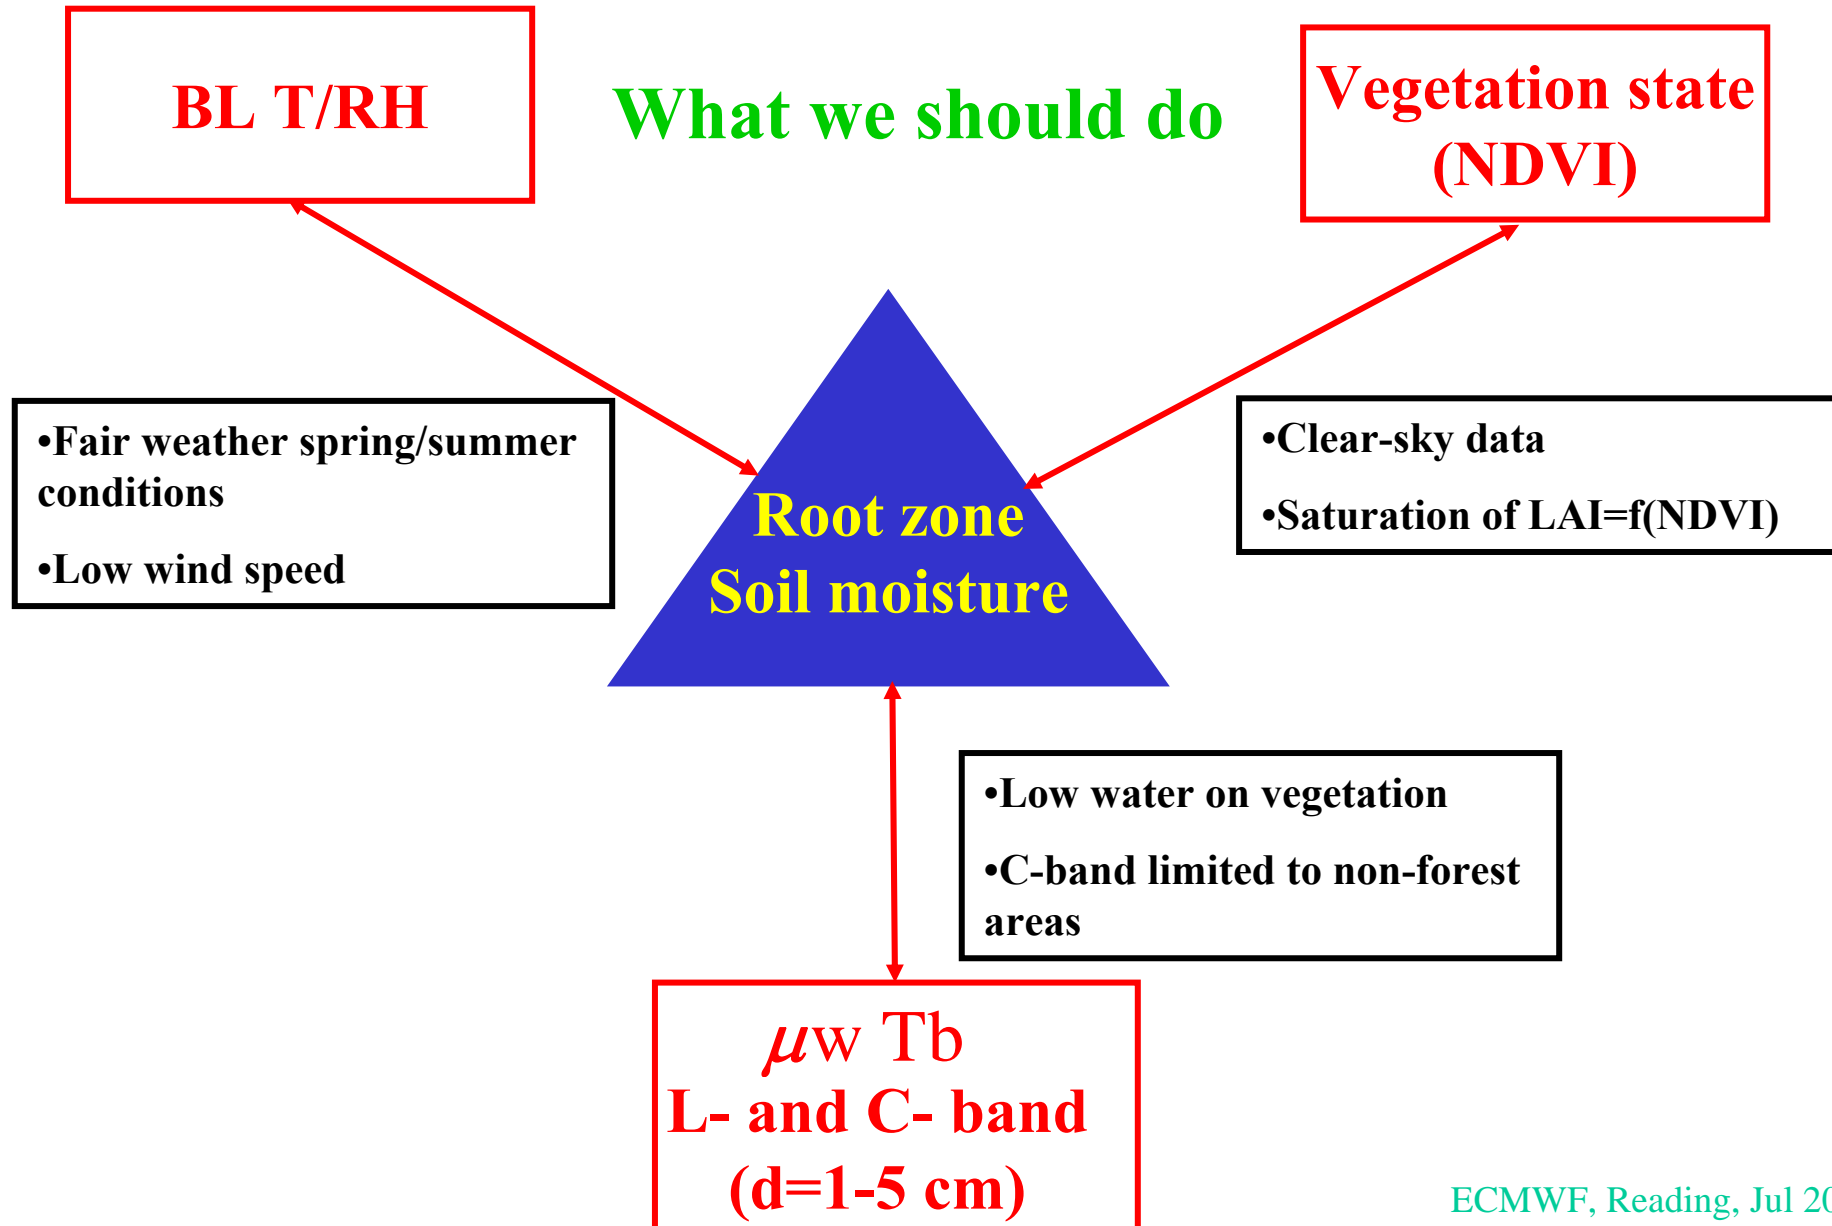 BL T/RH
What we should do
Vegetation state
(NDVI)
•Fair weather spring/summer
conditions
•Low wind speed
•Clear-sky data
•Saturation of LAI=f(NDVI)
Root zone
Soil moisture
•Low water on vegetation
•C-band limited to non-forest
areas
μw Tb
L- and C- band
(d=1-5 cm)
ECMWF, Reading, Jul 20